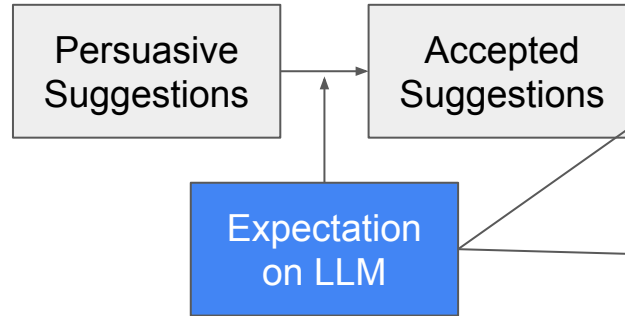 Persuasive
Suggestions
Accepted
Suggestions
Expectation
on LLM